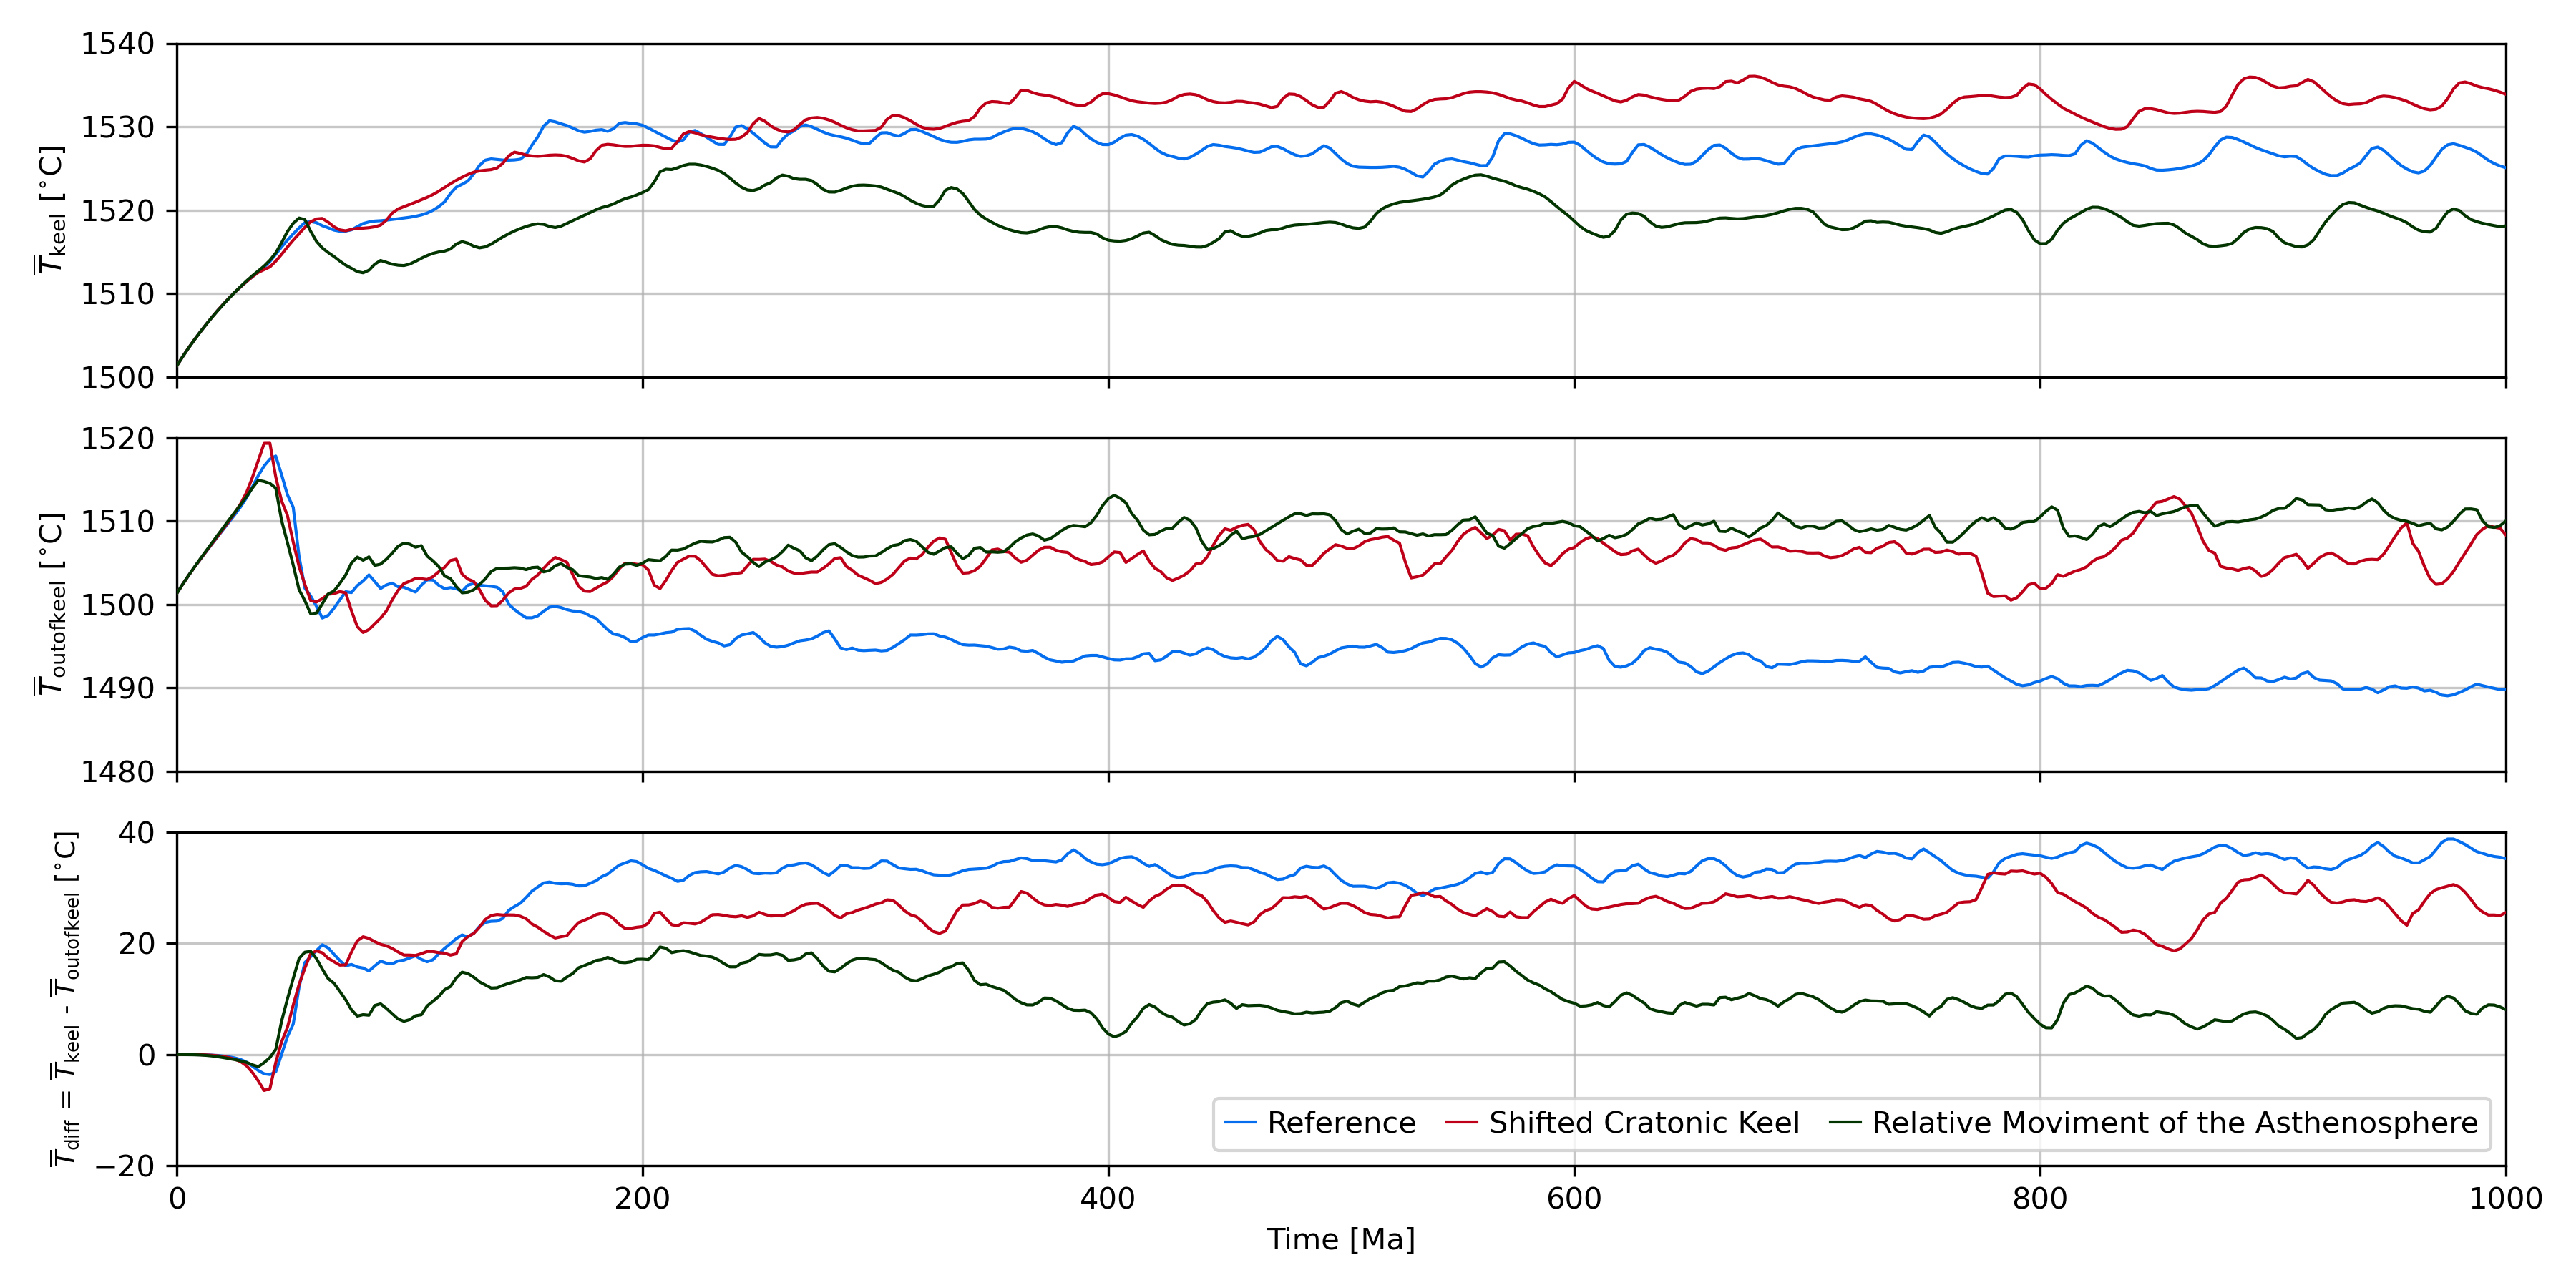 1540
1530
1520
1510
1500
T̿keel [°C]
1520
1510
1500
1490
1480
T̿outofkeel [°C]
40
20
0
−20
T̿diff = T̿keel - T̿outofkeel [°C]
Reference Shifted Cratonic Keel Relative Moviment of the Asthenosphere
0 200 400 600 800 1000
Time [Ma]